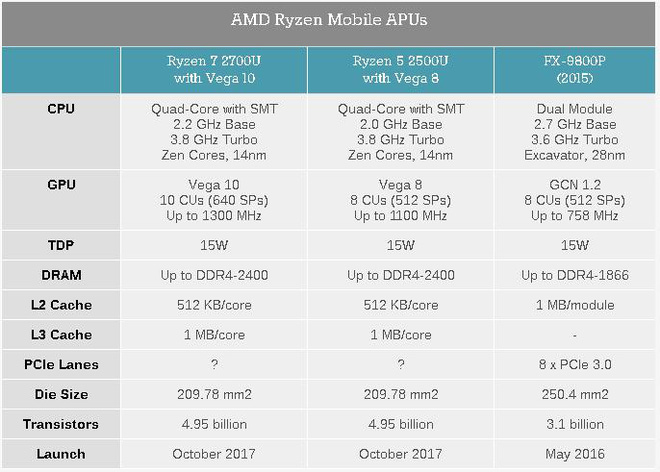 AMD Ryzen Mobile APUs
Ryzen 7 2700U
with Vega 10
Ryzen 5 2500U
with Vega 8
FX-9800P
(2015)
CPU
Quad-Core with SMT
2.2 GHz Base
3.8 GHz Turbo
Zen Cores, 14nm
Quad-Core with SMT
2.0 GHz Base
3.8 GHz Turbo
Zen Cores, 14nm
Dual Module
2.7 GHz Base
3.6 GHz Turbo
Excavator, 28nm
GPU
Vega 10
10 CUs (640 SPs)
Up to 1300 MHz
Vega 8
8 CUs (512 SPs)
Up to 1100 MHz
GCN 1.2
8 CUs (512 SPs)
Up to 758 MHz
TDP
15W
15W
15W
DRAM
Up to DDR4-2400
Up to DDR4-2400
Up to DDR4-1866
L2 Cache
512 KB/core
512 KB/core
1 MB/module
L3 Cache
1 MB/core
1 MB/core
-
PCIe Lanes
?
?
8 x PCIe 3.0
Die Size
209.78 mm2
209.78 mm2
250.4 mm2
Transistors
4.95 billion
4.95 billion
3.1 billion
Launch
October 2017
October 2017
May 2016